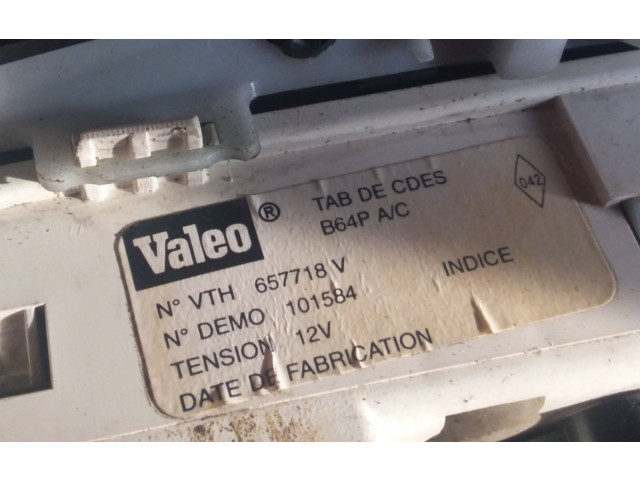 Valeo ®
TAB DE CDES
B64P A/C
042
N° VTH 657718 V
INDICE
N° DEMO 101584
TENSION 12V
DATE DE FABRICATION